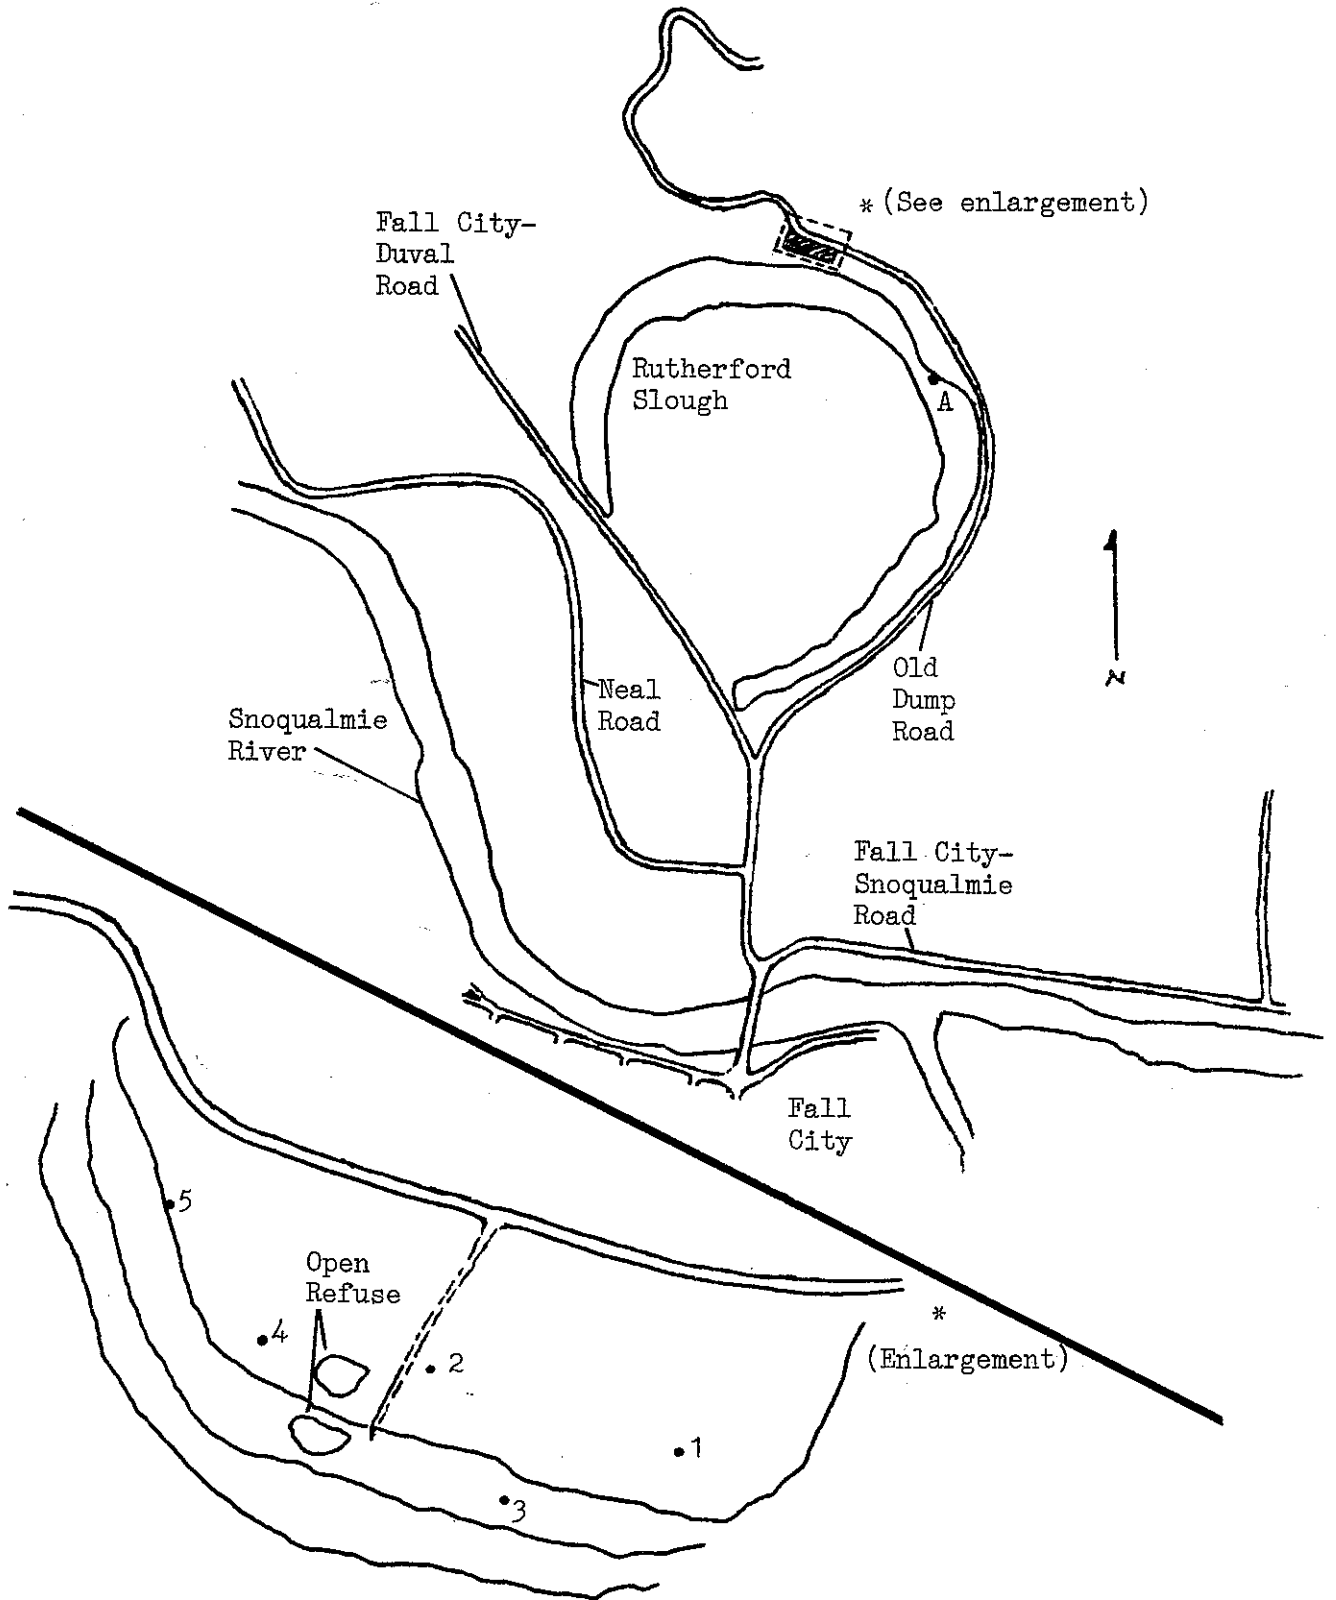 * (See enlargement)
Fall City-
Duval
Road
Rutherford
Slough
A
N
Old
Dump
Road
Neal
Road
Snoqualmie
River
Fall City-
Snoqualmie
Road
Fall
City
5
Open
Refuse
*
(Enlargement)
4
2
1
3